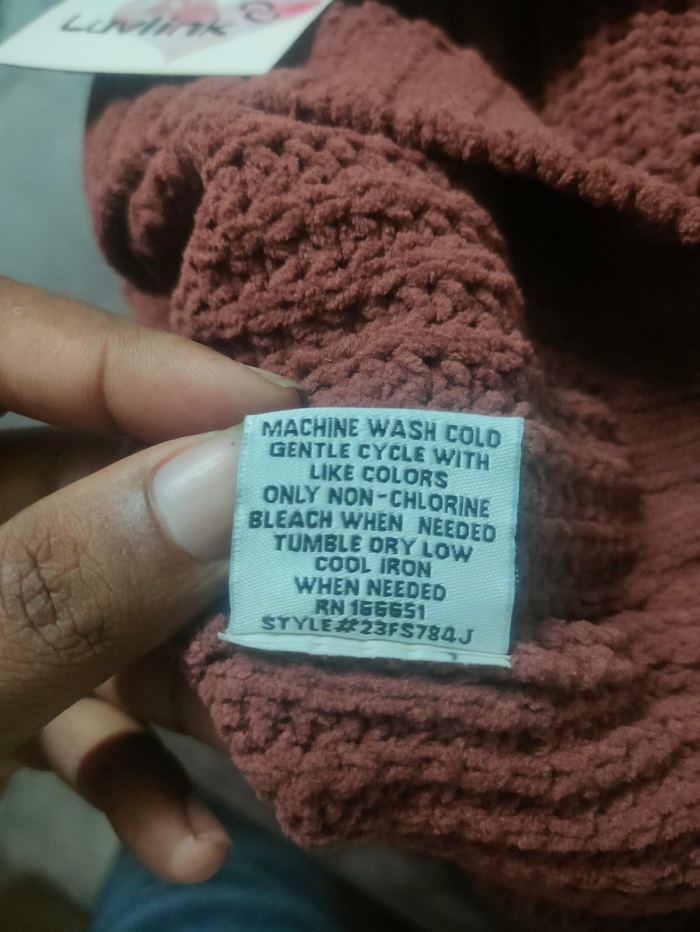 Luvlink
MACHINE WASH COLD
GENTLE CYCLE WITH
LIKE COLORS
ONLY NON-CHLORINE
BLEACH WHEN NEEDED
TUMBLE DRY LOW
COOL IRON
WHEN NEEDED
RN 166651
STYLE#23FS784J